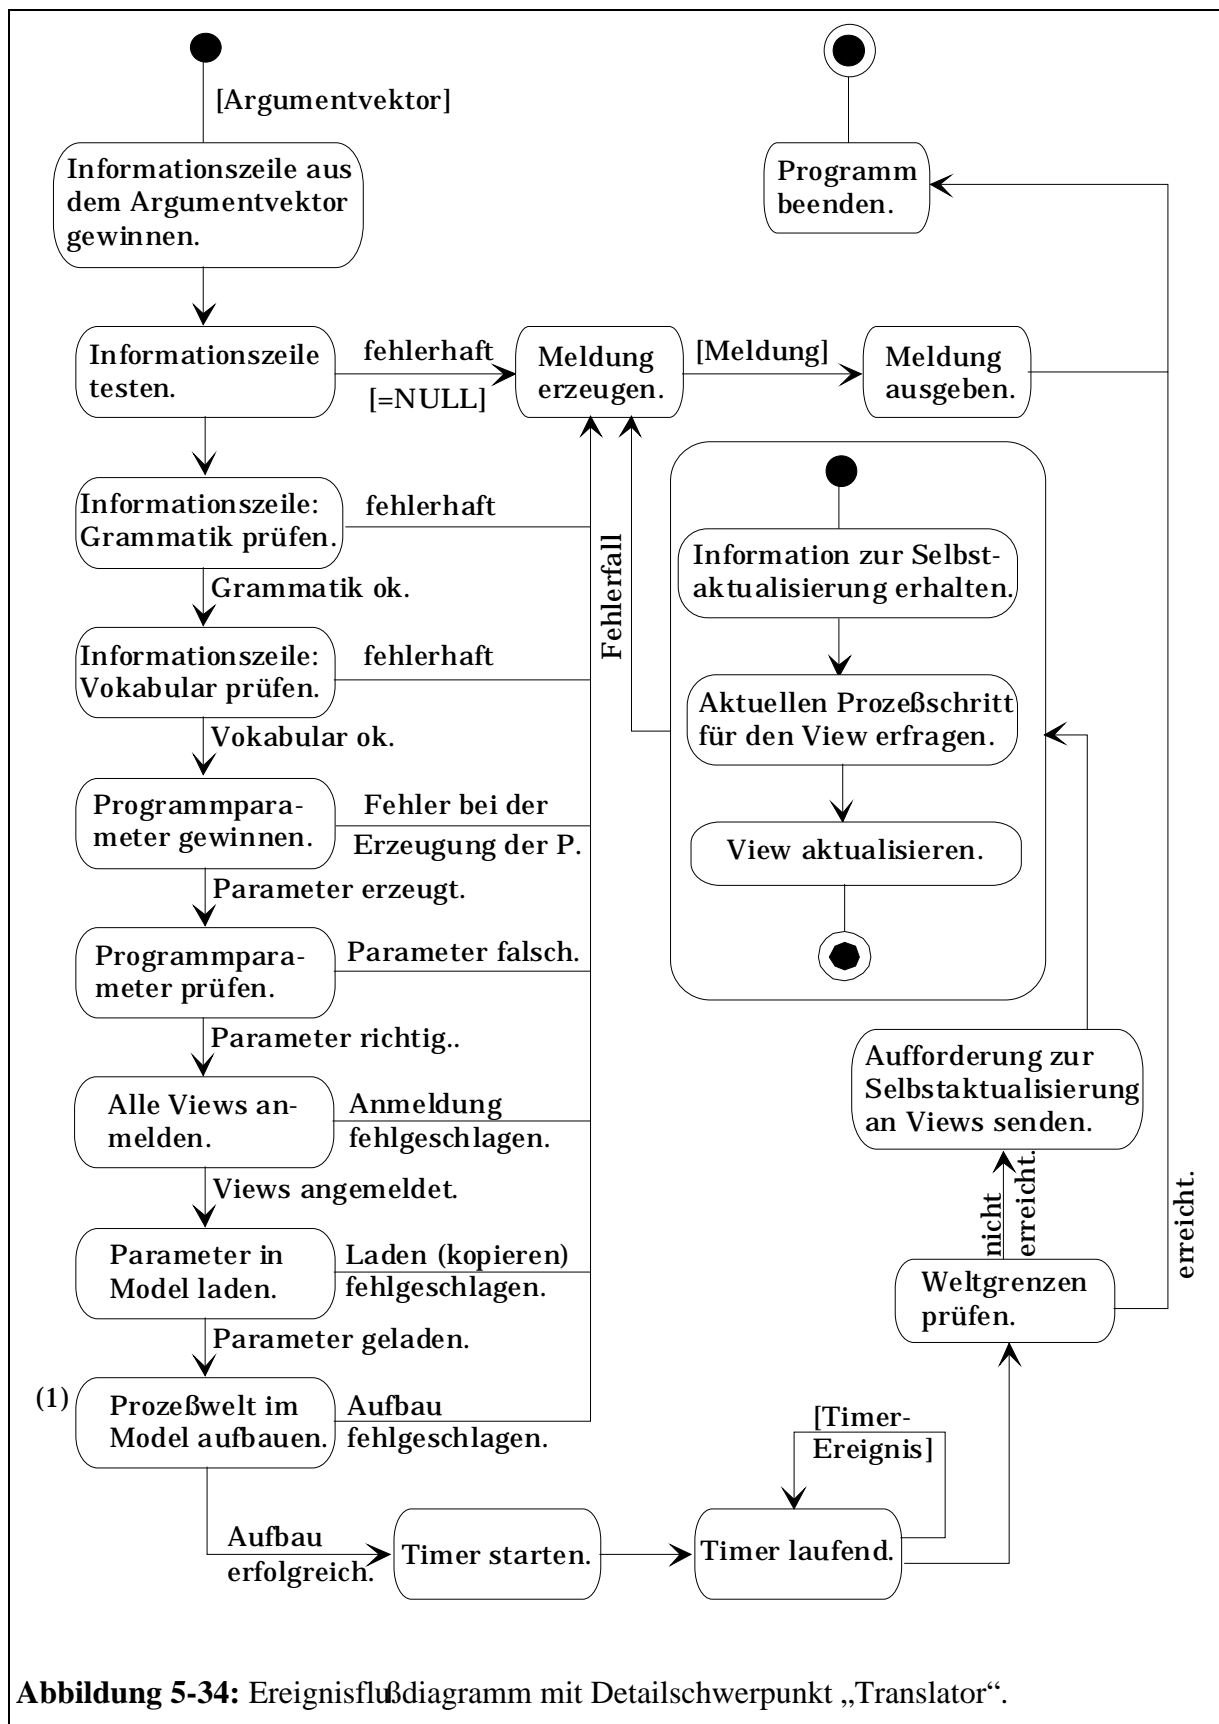 [Argumentvektor]
Informationszeile aus
dem Argumentvektor
gewinnen.
Programm
beenden.
Informationszeile
testen.
fehlerhaft
[=NULL]
Meldung
erzeugen.
[Meldung]
Meldung
ausgeben.
Informationszeile:
Grammatik prüfen.
fehlerhaft
Grammatik ok.
Informationszeile:
Vokabular prüfen.
fehlerhaft
Vokabular ok.
Programmpara-
meter gewinnen.
Fehler bei der
Erzeugung der P.
Parameter erzeugt.
Programmpara-
meter prüfen.
Parameter falsch.
Parameter richtig..
Alle Views an-
melden.
Anmeldung
fehlgeschlagen.
Views angemeldet.
Parameter in
Model laden.
Laden (kopieren)
fehlgeschlagen.
Parameter geladen.
(1)
Prozeßwelt im
Model aufbauen.
Aufbau
fehlgeschlagen.
Aufbau
erfolgreich.
Timer starten.
Timer laufend.
[Timer-
Ereignis]
Weltgrenzen
prüfen.
nicht
erreicht.
erreicht.
Aufforderung zur
Selbstaktualisierung
an Views senden.
Fehlerfall
Information zur Selbst-
aktualisierung erhalten.
Aktuellen Prozeßschritt
für den View erfragen.
View aktualisieren.
Abbildung 5-34: Ereignisflußdiagramm mit Detailschwerpunkt „Translator“.